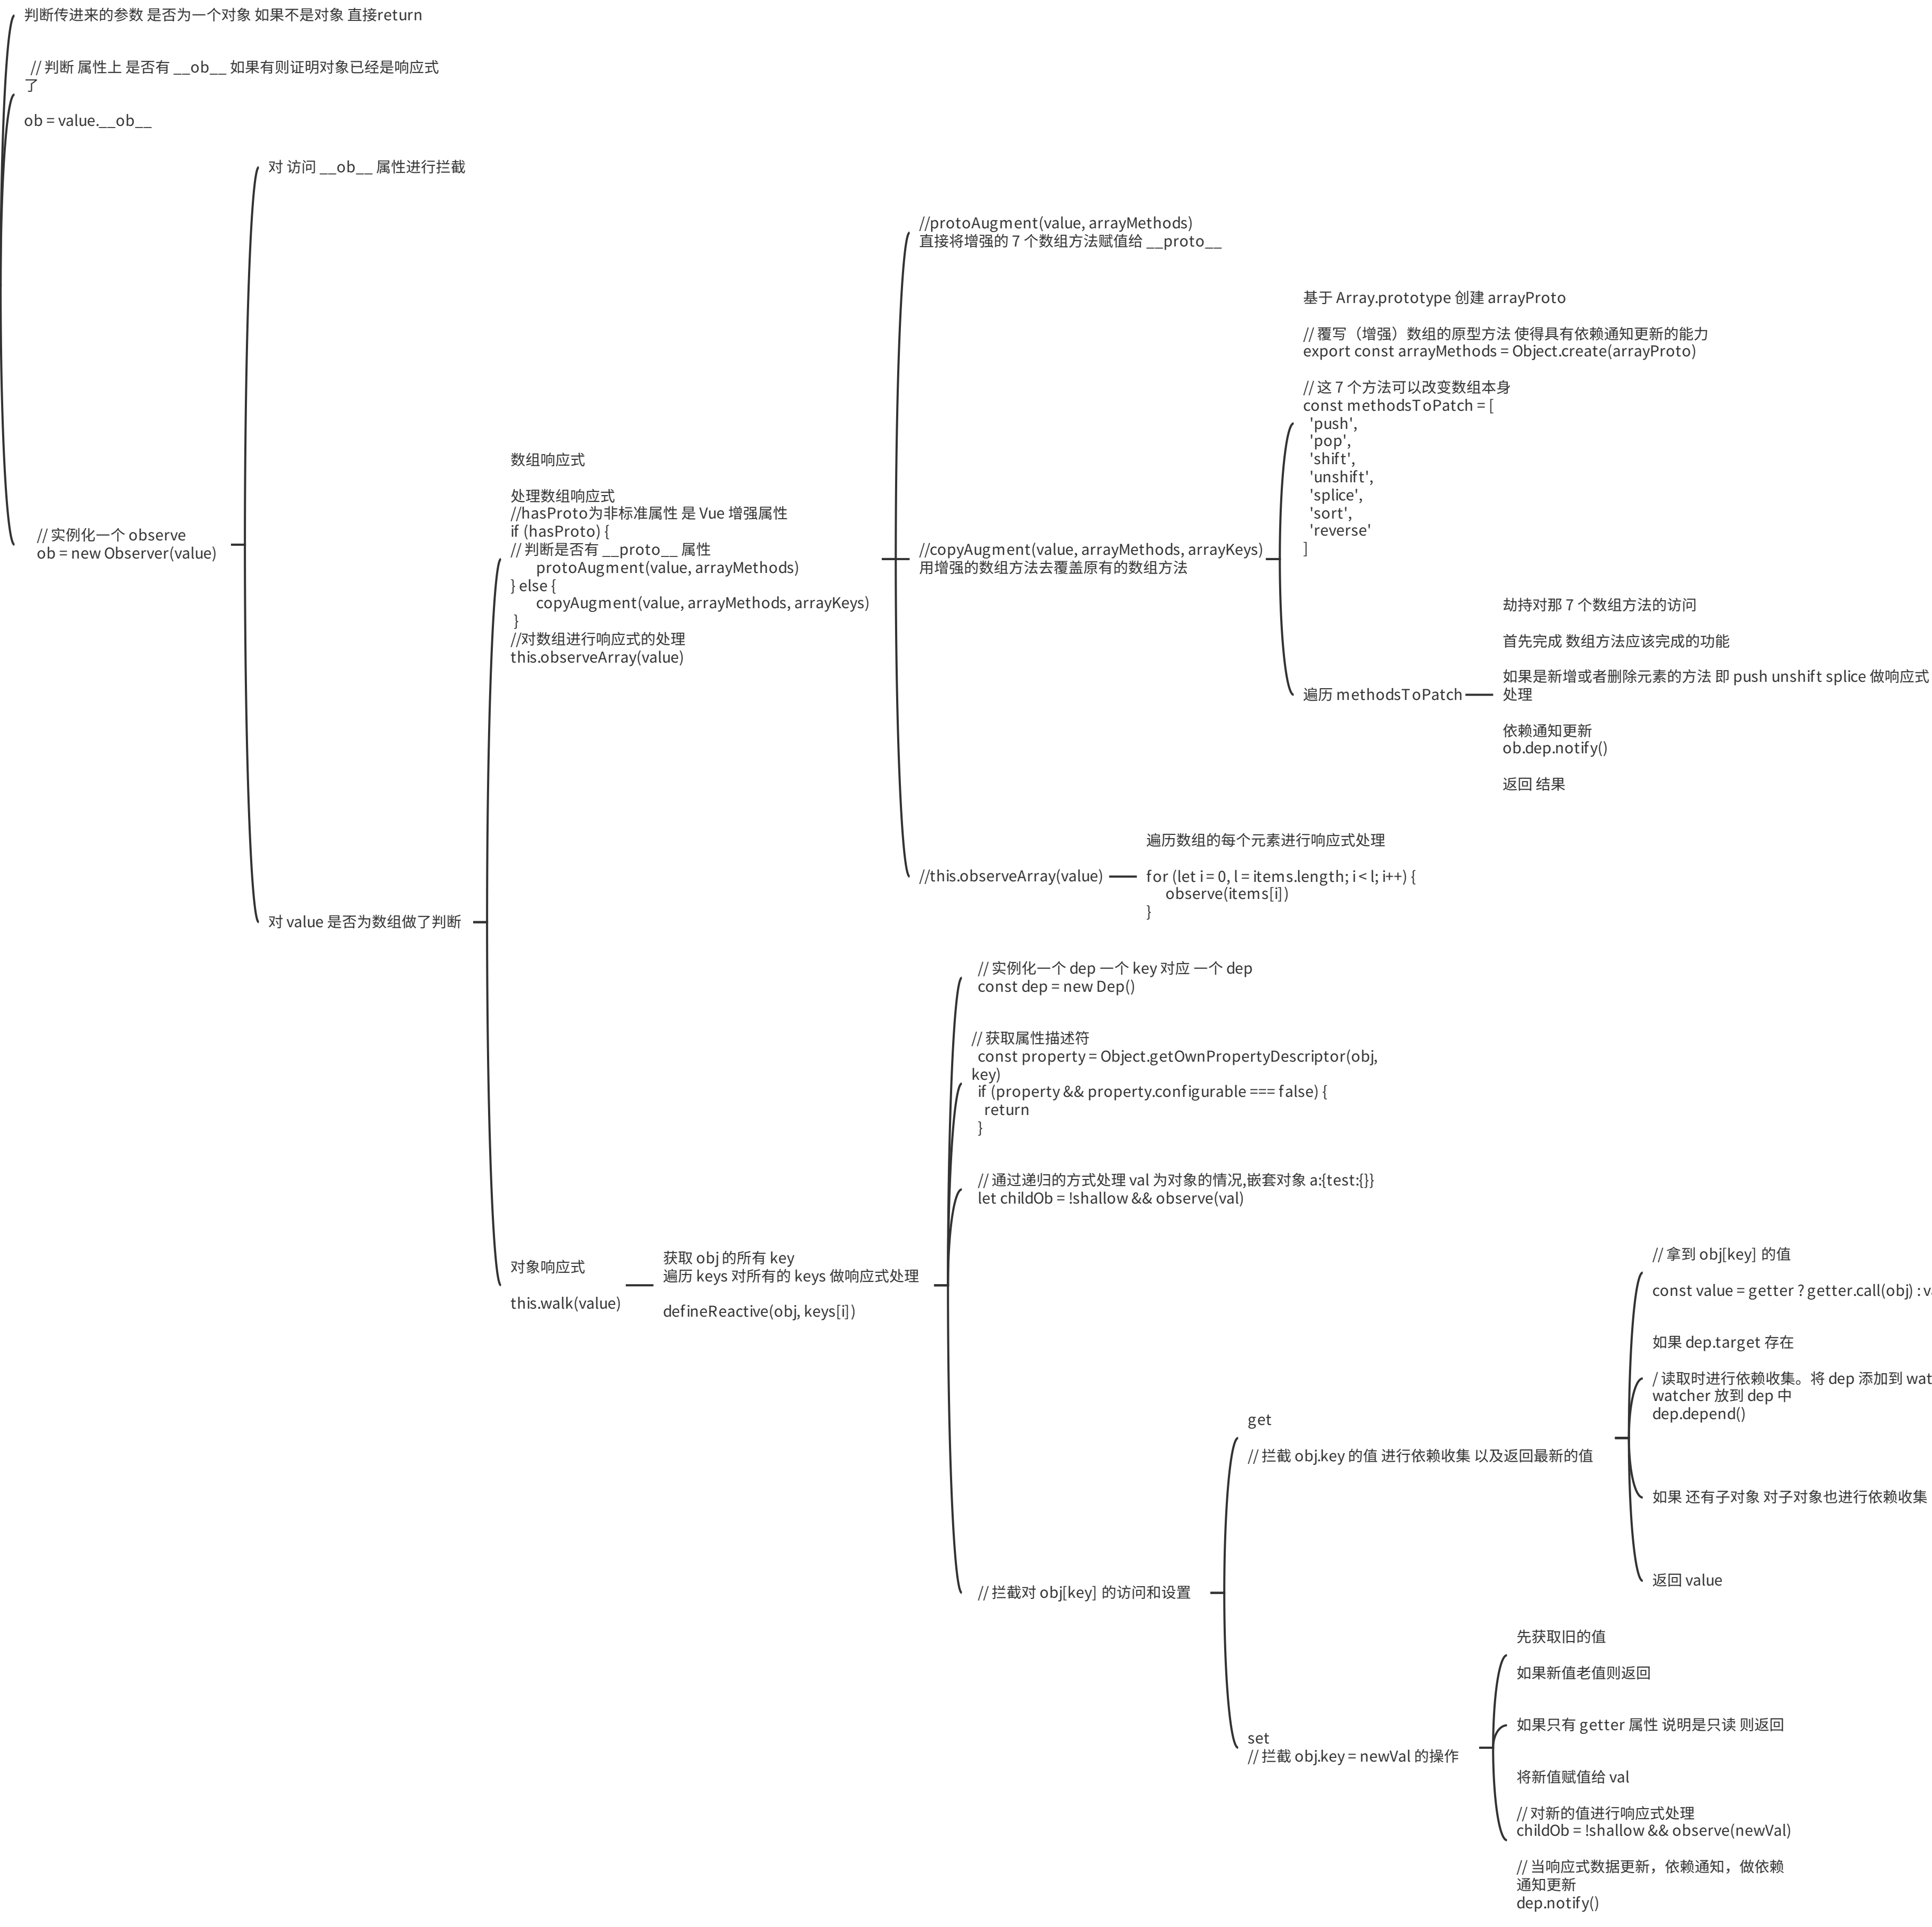 判断传进来的参数 是否为一个对象 如果不是对象 直接return
// 判断 属性上 是否有 __ob__ 如果有则证明对象已经是响应式
了
ob = value.__ob__
// 实例化一个 observe
ob = new Observer(value)
对 访问 __ob__ 属性进行拦截
对 value 是否为数组做了判断
数组响应式
处理数组响应式
//hasProto为非标准属性 是 Vue 增强属性
if (hasProto) {
// 判断是否有 __proto__ 属性
protoAugment(value, arrayMethods)
} else {
copyAugment(value, arrayMethods, arrayKeys)
}
//对数组进行响应式的处理
this.observeArray(value)
//protoAugment(value, arrayMethods)
直接将增强的 7 个数组方法赋值给 __proto__
//copyAugment(value, arrayMethods, arrayKeys)
用增强的数组方法去覆盖原有的数组方法
基于 Array.prototype 创建 arrayProto
// 覆写（增强）数组的原型方法 使得具有依赖通知更新的能力
export const arrayMethods = Object.create(arrayProto)
// 这 7 个方法可以改变数组本身
const methodsToPatch = [
'push',
'pop',
'shift',
'unshift',
'splice',
'sort',
'reverse'
]
遍历 methodsToPatch
劫持对那 7 个数组方法的访问
首先完成 数组方法应该完成的功能
如果是新增或者删除元素的方法 即 push unshift splice 做响应式
处理
依赖通知更新
ob.dep.notify()
返回 结果
//this.observeArray(value)
遍历数组的每个元素进行响应式处理
for (let i = 0, l = items.length; i < l; i++) {
observe(items[i])
}
对象响应式
this.walk(value)
获取 obj 的所有 key
遍历 keys 对所有的 keys 做响应式处理
defineReactive(obj, keys[i])
// 实例化一个 dep 一个 key 对应 一个 dep
const dep = new Dep()
// 获取属性描述符
const property = Object.getOwnPropertyDescriptor(obj,
key)
if (property && property.configurable === false) {
return
}
// 通过递归的方式处理 val 为对象的情况,嵌套对象 a:{test:{}}
let childOb = !shallow && observe(val)
// 拦截对 obj[key] 的访问和设置
get
// 拦截 obj.key 的值 进行依赖收集 以及返回最新的值
// 拿到 obj[key] 的值
const value = getter ? getter.call(obj) :
如果 dep.target 存在
/ 读取时进行依赖收集。将 dep 添加到
watcher 放到 dep 中
dep.depend()
如果 还有子对象 对子对象也进行依赖收集
返回 value
set
// 拦截 obj.key = newVal 的操作
先获取旧的值
如果新值老值则返回
如果只有 getter 属性 说明是只读 则返回
将新值赋值给 val
// 对新的值进行响应式处理
childOb = !shallow && observe(newVal)
// 当响应式数据更新，依赖通知，做依赖
通知更新
dep.notify()